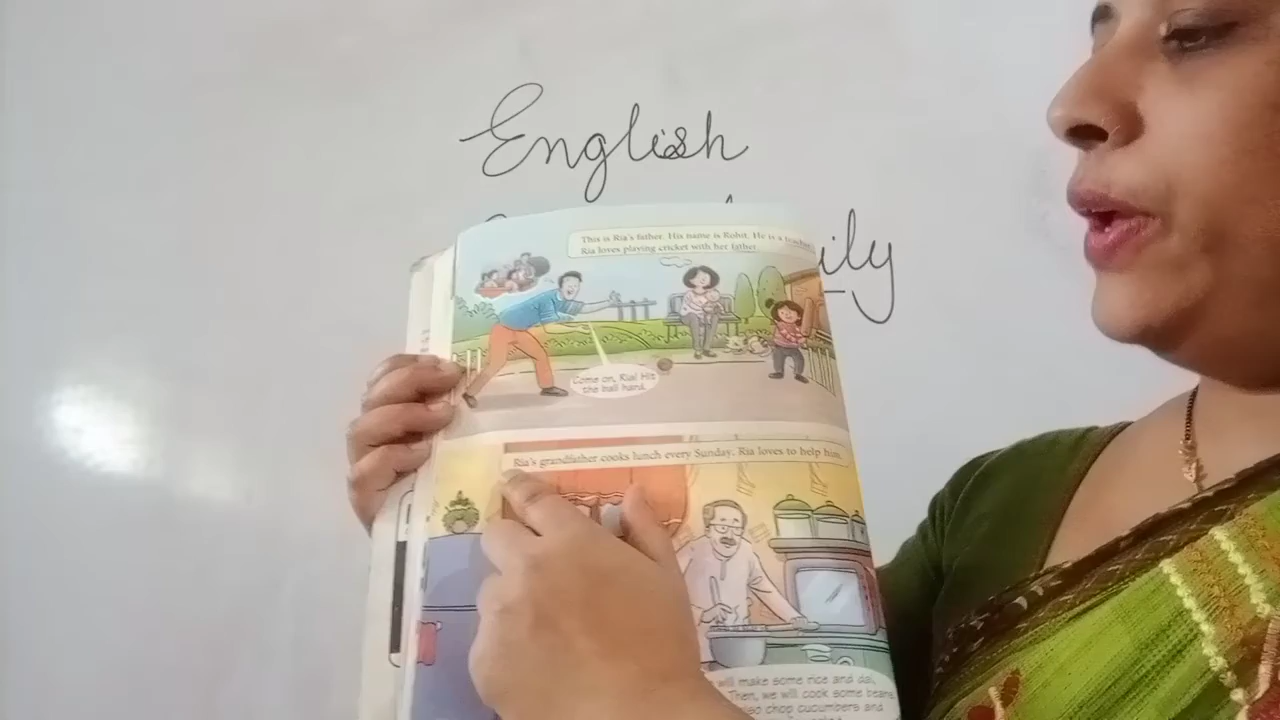 English
ily
This is Ria's father. His name is Rohit. He is a teacher.
Ria loves playing cricket with her father.
Come on, Ria! Hit
the ball hard.
Ria's grandfather cooks lunch every Sunday. Ria loves to help him.
will make some rice and dal.
Then, we will cook some beans
also chop cucumbers and